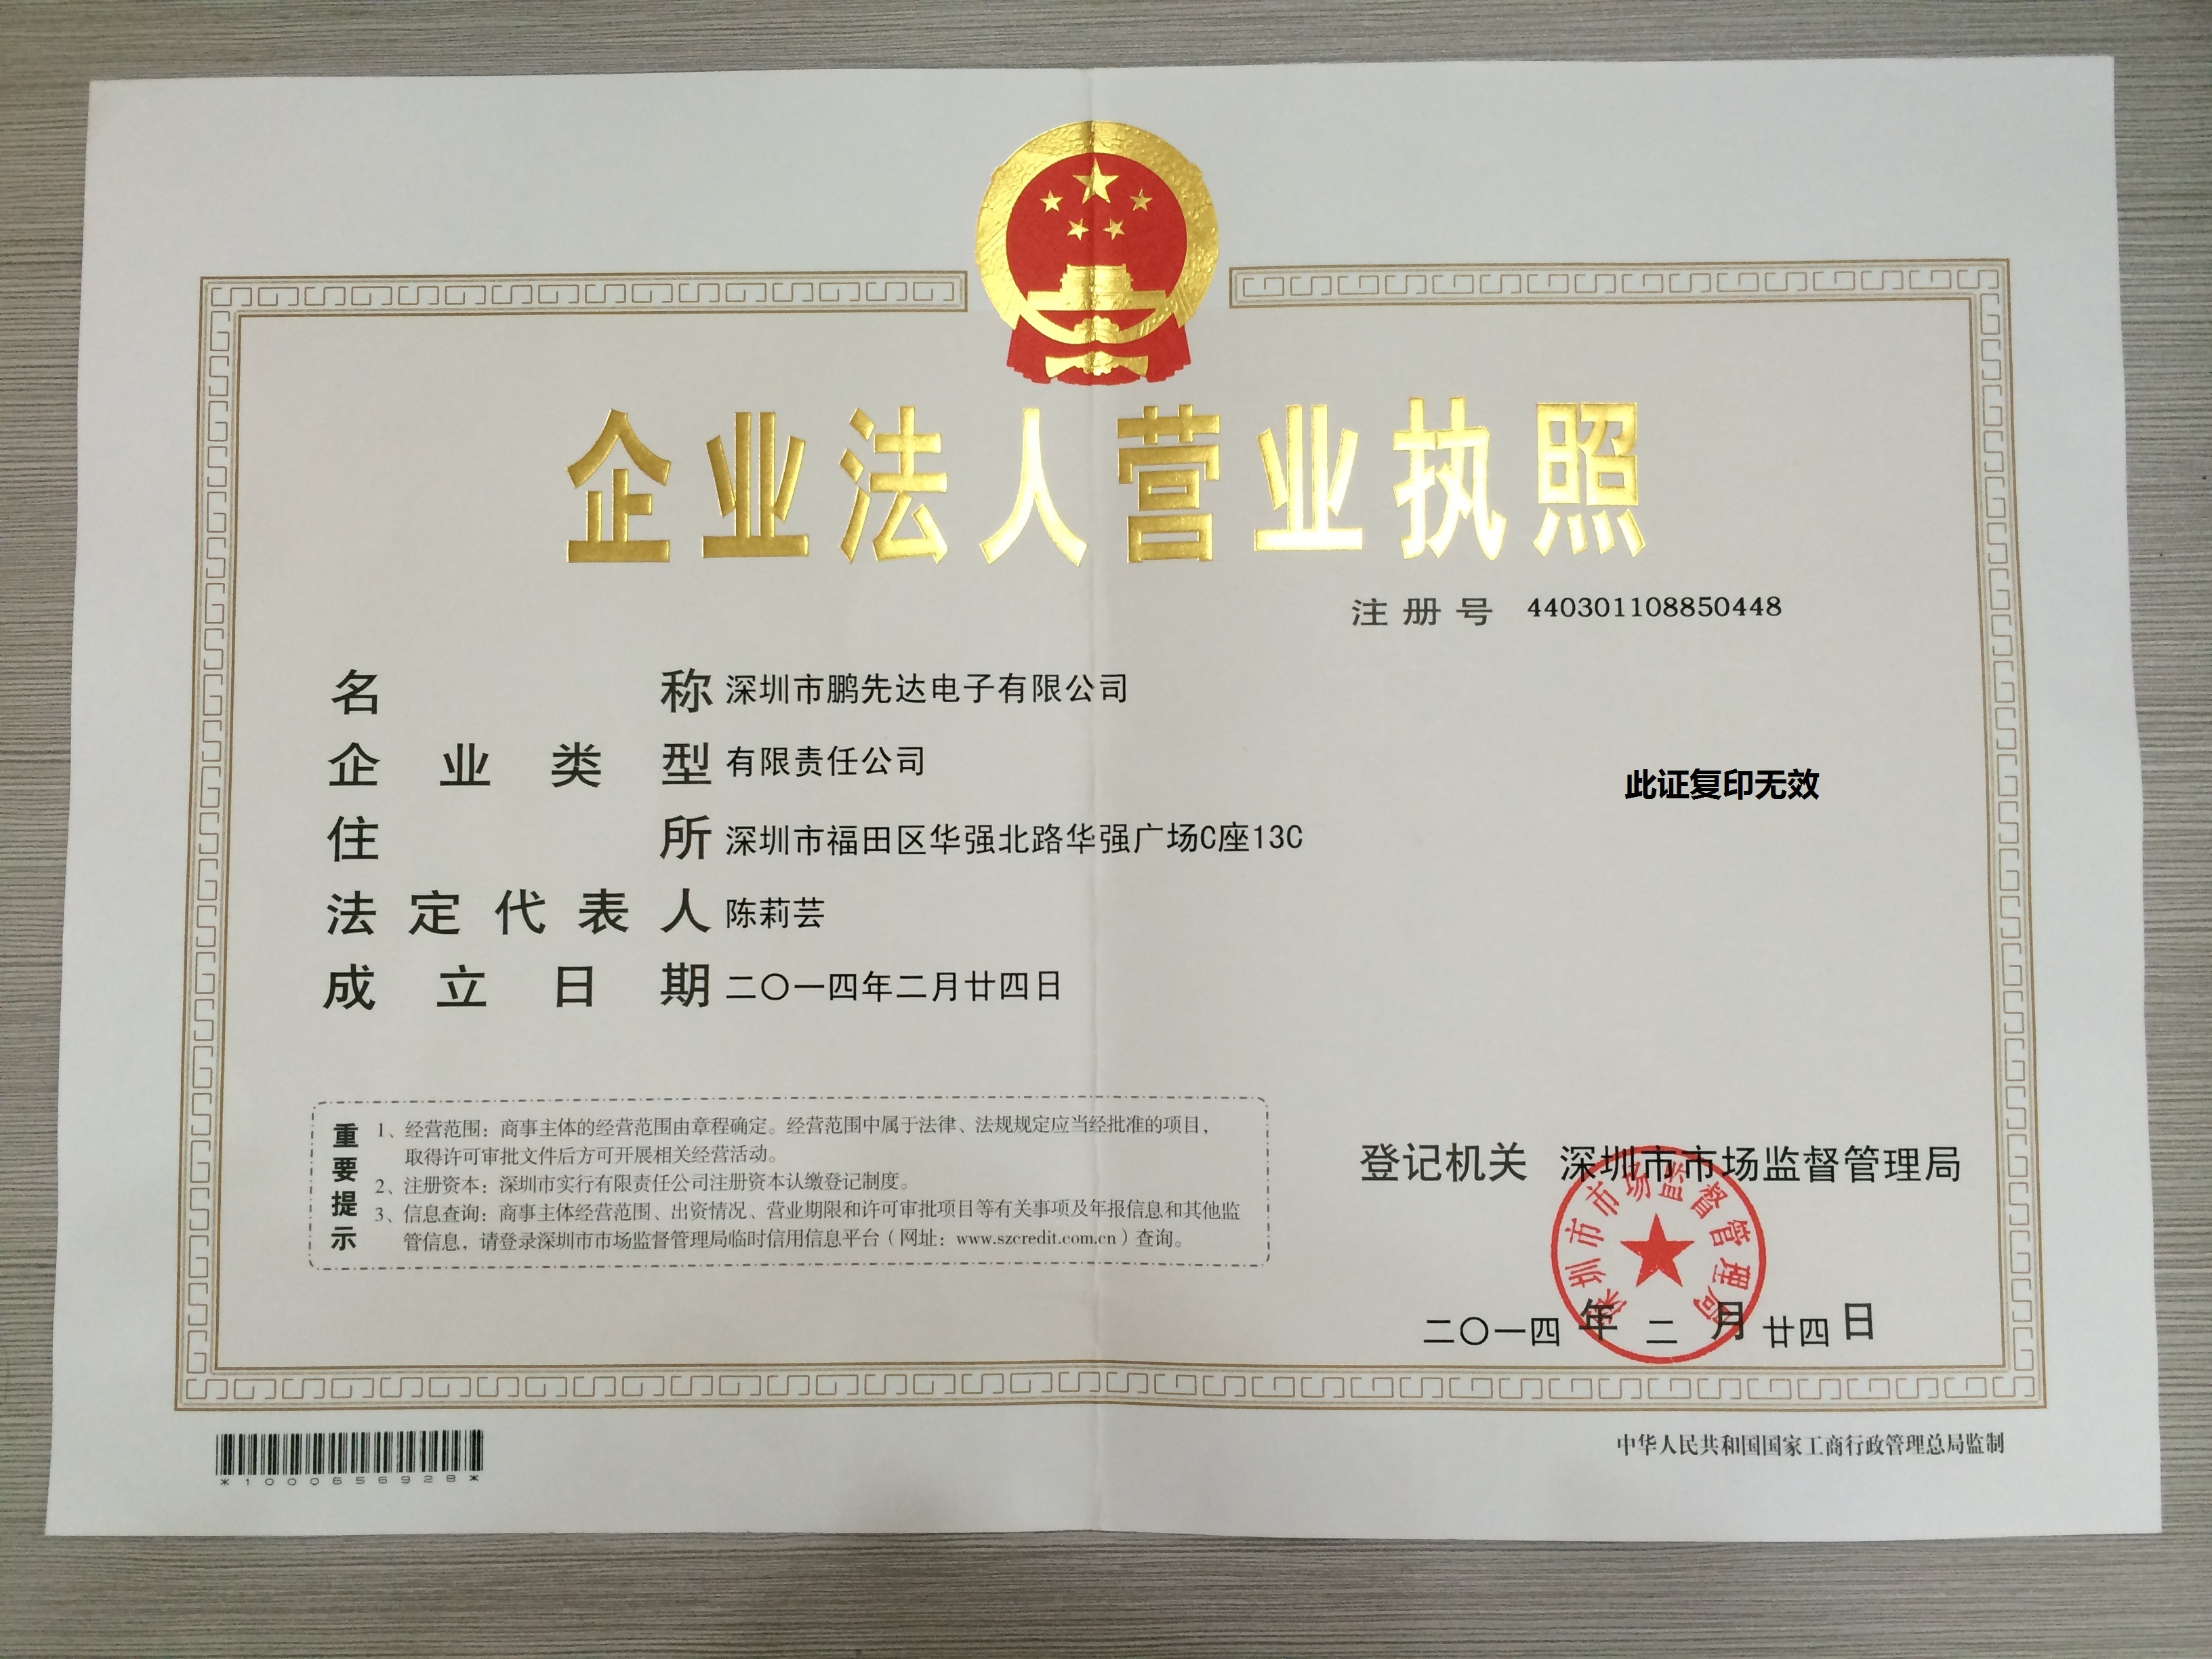 企业法人营业执照
注册号 440301108850448
名称 深圳市鹏先达电子有限公司
企业类型 有限责任公司
此证复印无效
住所 深圳市福田区华强北路华强广场C座13C
法定代表人 陈莉芸
成立日期 二〇一四年二月廿四日
重要提示
1、经营范围：商事主体的经营范围由章程确定。经营范围中属于法律、法规规定应当经批准的项目，
取得许可审批文件后方可开展相关经营活动。
2、注册资本：深圳市实行有限责任公司注册资本认缴登记制度。
3、信息查询：商事主体经营范围、出资情况、营业期限和许可审批项目等有关事项及年报信息和其他监
管信息，请登录深圳市市场监督管理局临时信用信息平台（网址：www.szcredit.com.cn）查询。
登记机关 深圳市市场监督管理局
深圳市市场监督管理局
二〇一四年二月廿四日
*1000656928*
中华人民共和国国家工商行政管理总局监制